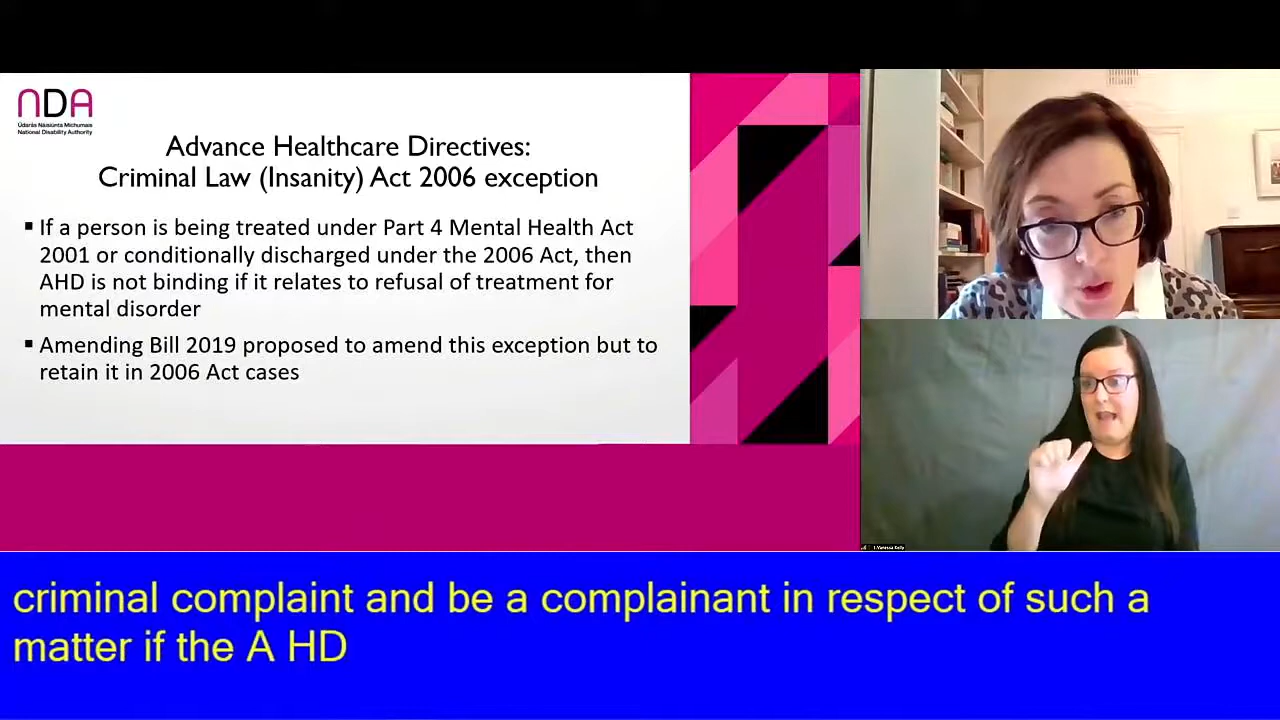 NDA
Údarás Náisiúnta Míchumais
National Disability Authority
Advance Healthcare Directives:
Criminal Law (Insanity) Act 2006 exception
▪ If a person is being treated under Part 4 Mental Health Act
2001 or conditionally discharged under the 2006 Act, then
AHD is not binding if it relates to refusal of treatment for
mental disorder
▪ Amending Bill 2019 proposed to amend this exception but to
retain it in 2006 Act cases
criminal complaint and be a complainant in respect of such a
matter if the A HD